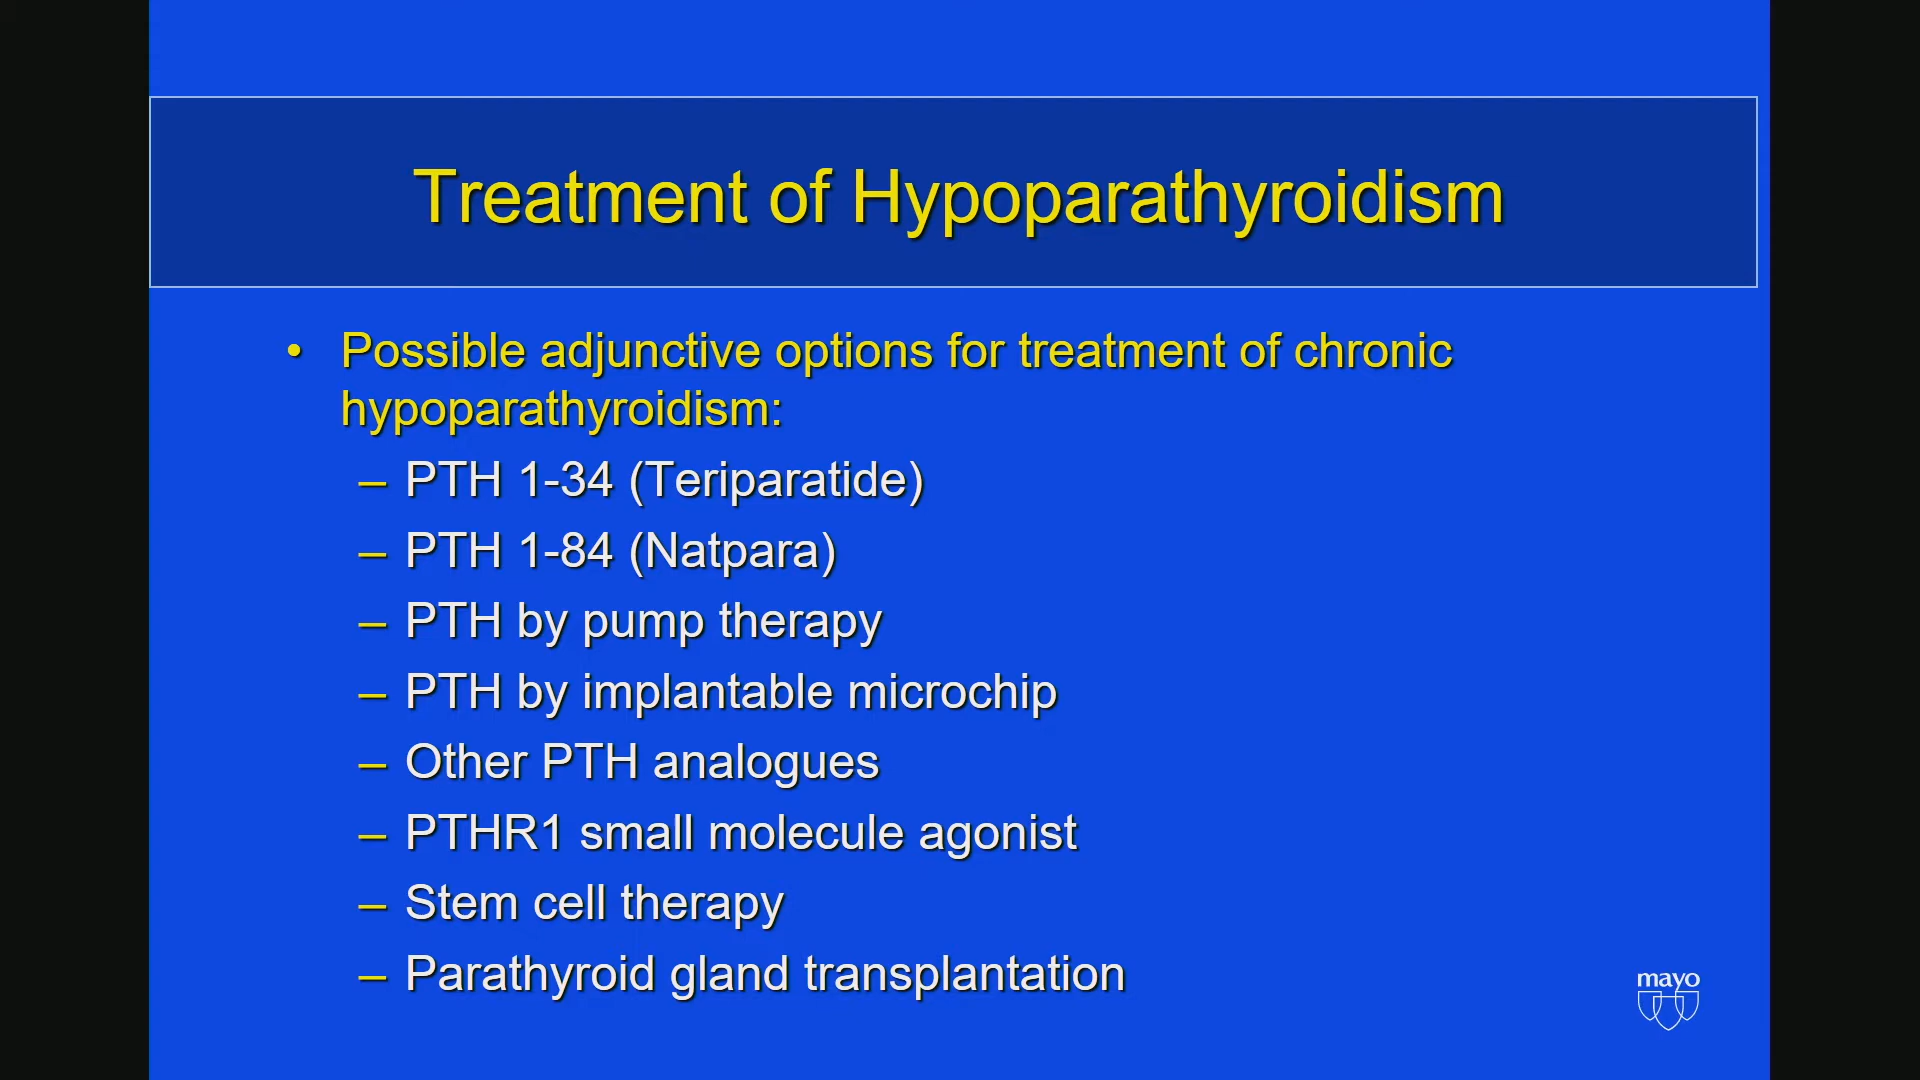 Treatment of Hypoparathyroidism
• Possible adjunctive options for treatment of chronic
hypoparathyroidism:
– PTH 1-34 (Teriparatide)
– PTH 1-84 (Natpara)
– PTH by pump therapy
– PTH by implantable microchip
– Other PTH analogues
– PTHR1 small molecule agonist
– Stem cell therapy
– Parathyroid gland transplantation
mayo